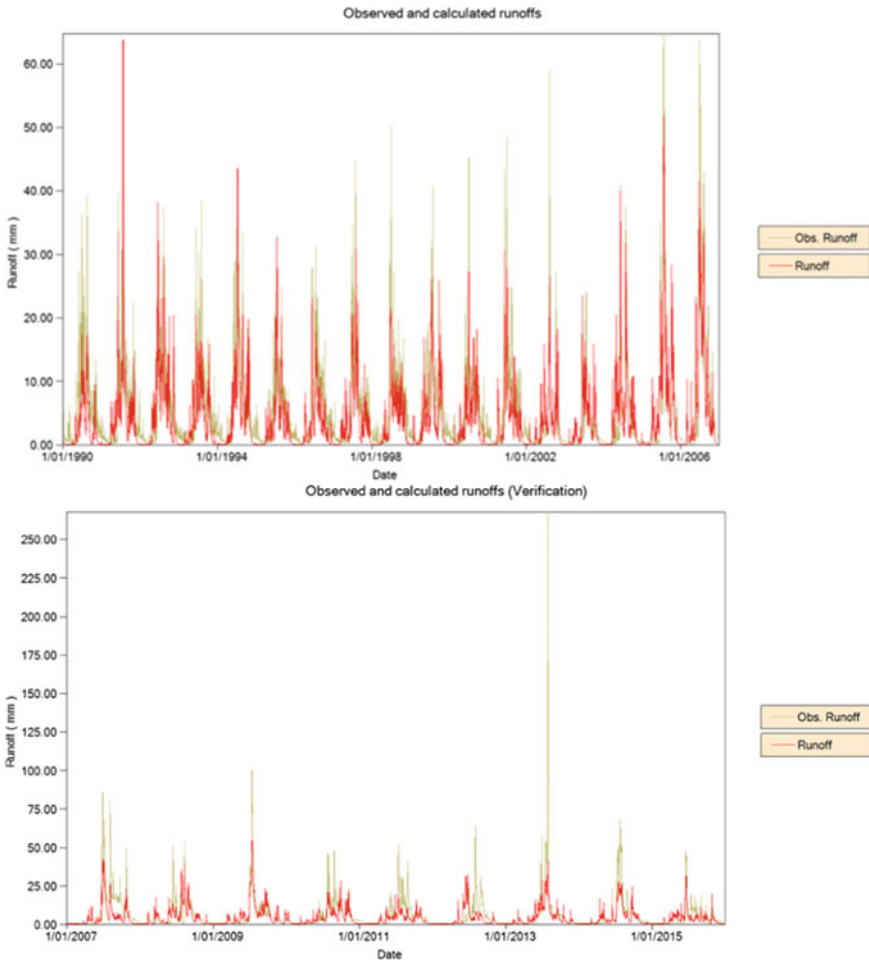 Observed and calculated runoffs
60.00
50.00
40.00
30.00
20.00
10.00
0.00
Runoff ( mm )
1/01/1990
1/01/1994
1/01/1998
1/01/2002
1/01/2006
Date
Obs. Runoff
Runoff
Observed and calculated runoffs (Verification)
250.00
225.00
200.00
175.00
150.00
125.00
100.00
75.00
50.00
25.00
0.00
Runoff ( mm )
1/01/2007
1/01/2009
1/01/2011
1/01/2013
1/01/2015
Date
Obs. Runoff
Runoff